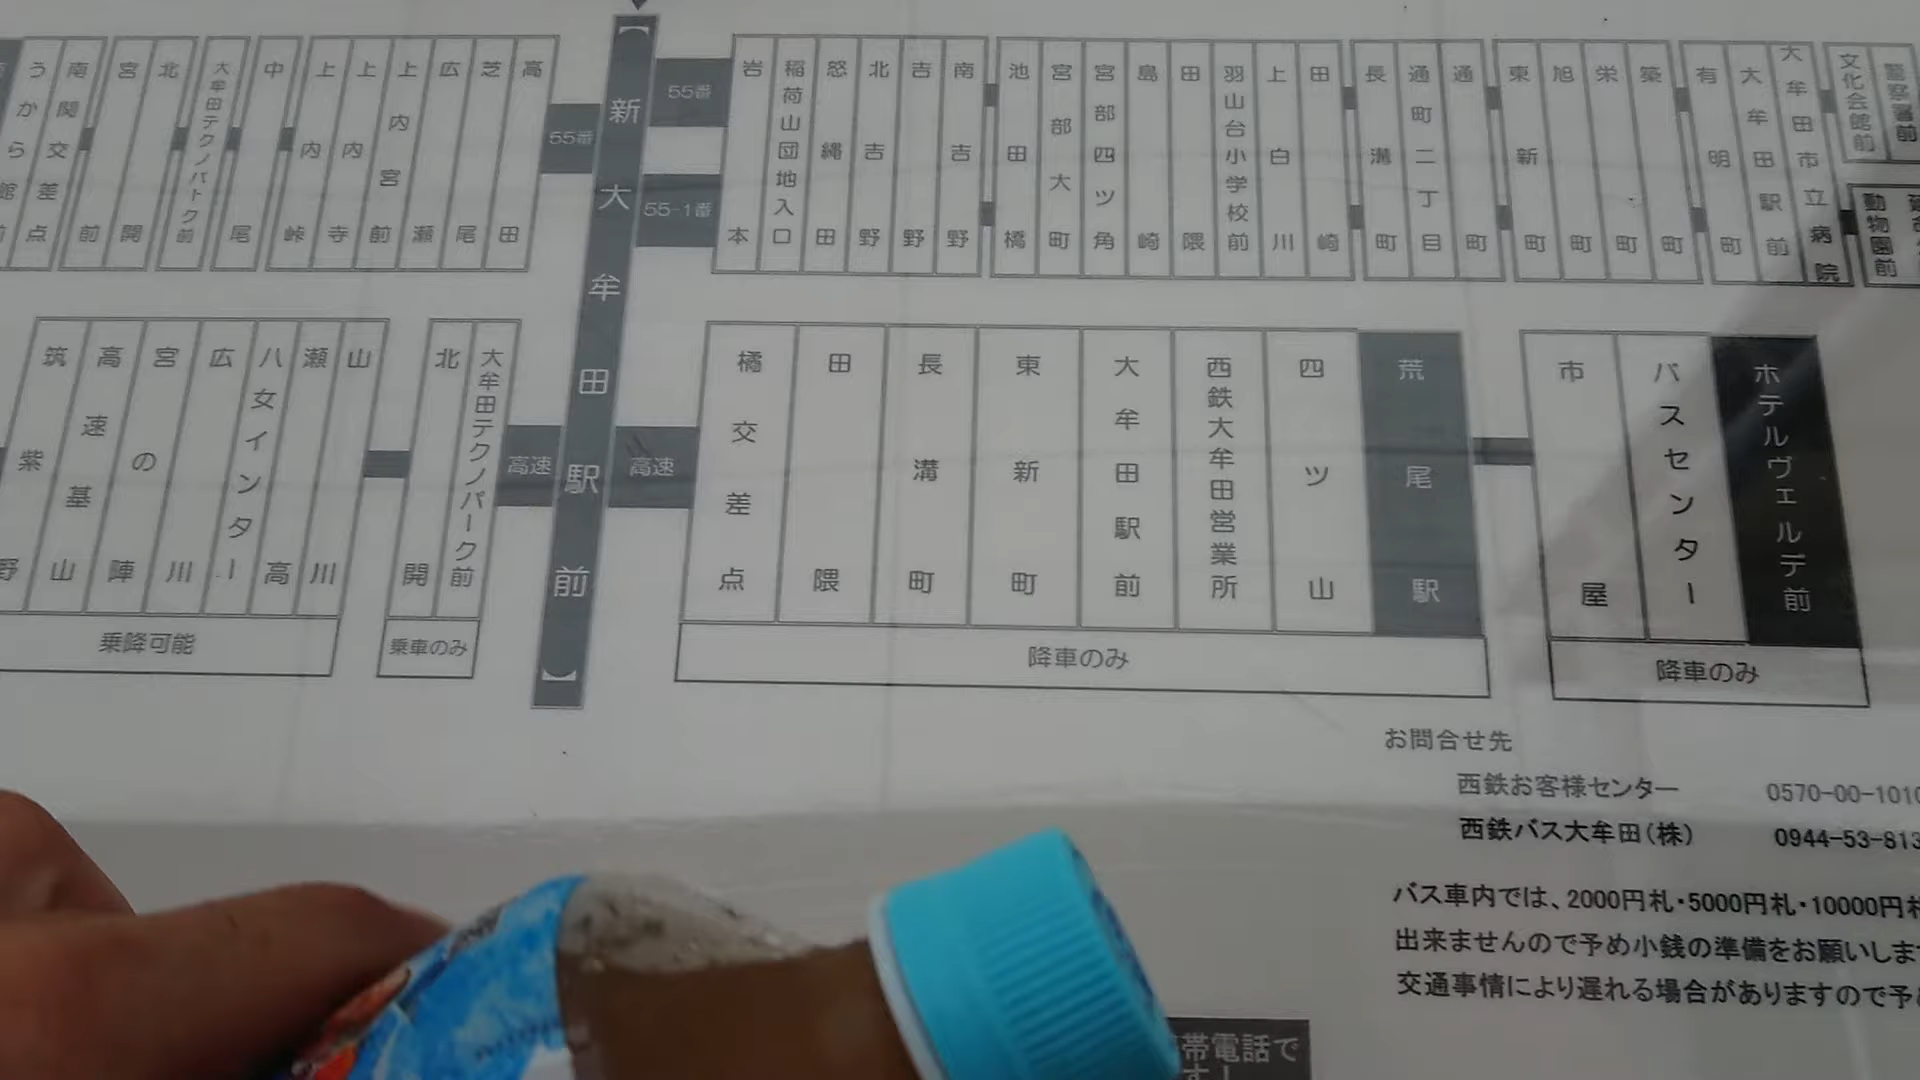 うから館前
南関交差点
宮前
北開
大牟田テクノパーク前
中尾
上峠
上内寺
上内宮前
広瀬
芝尾
高田
55番
【新大牟田駅前】
55番
55-1番
岩本
稲荷山団地入口
怒縄田
北吉野
吉野
南吉野
池田橋
宮部大町
宮部四ツ角
島崎
田隈
羽山台小学校前
上白川
田崎
長溝町
通町二丁目
通町
東新町
旭町
栄町
築町
有明町
大牟田駅前
大牟田市立病院
文化会館前
警察署前
動物園前
筑紫野
高速基山
宮の陣
広川
八女インター
瀬高
山川
北開
大牟田テクノパーク前
高速
高速
橘交差点
田隈
長溝町
東新町
大牟田駅前
西鉄大牟田営業所
四ツ山
荒尾駅
市屋
バスセンター
ホテルヴェルデ前
乗降可能
乗車のみ
降車のみ
降車のみ
お問合せ先
西鉄お客様センター 0570-00-1010
西鉄バス大牟田(株) 0944-53-813
バス車内では、2000円札・5000円札・10000円札
出来ませんので予め小銭の準備をお願いしま
交通事情により遅れる場合がありますので予
帯電話で
す!